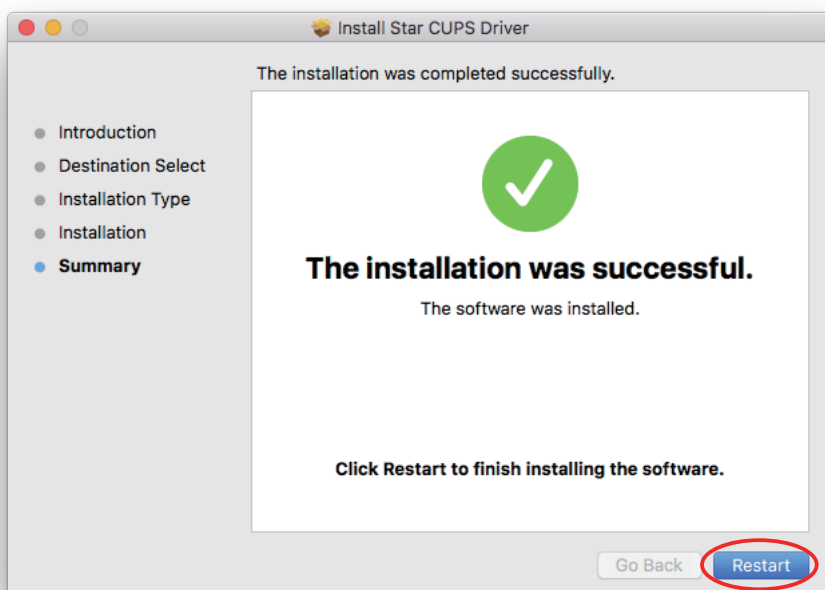 Install Star CUPS Driver
The installation was completed successfully.
Introduction
Destination Select
Installation Type
Installation
Summary
The installation was successful.
The software was installed.
Click Restart to finish installing the software.
Go Back
Restart